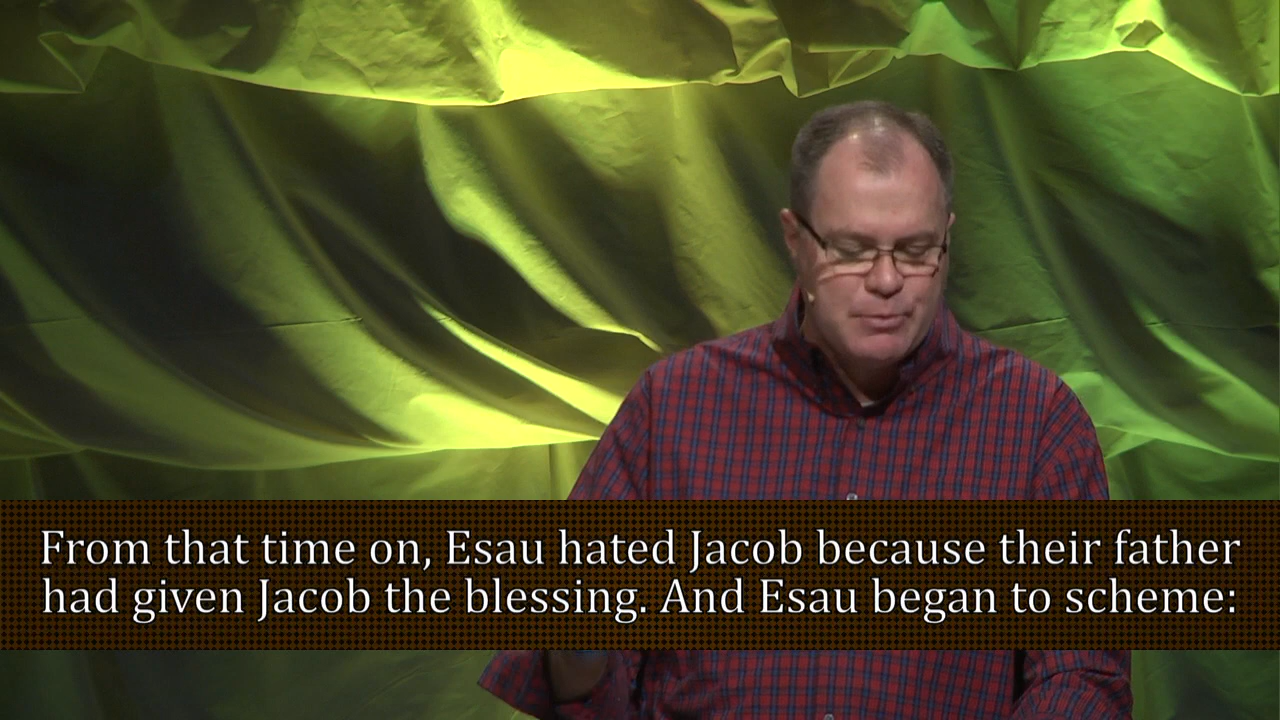 From that time on, Esau hated Jacob because their father
had given Jacob the blessing. And Esau began to scheme: